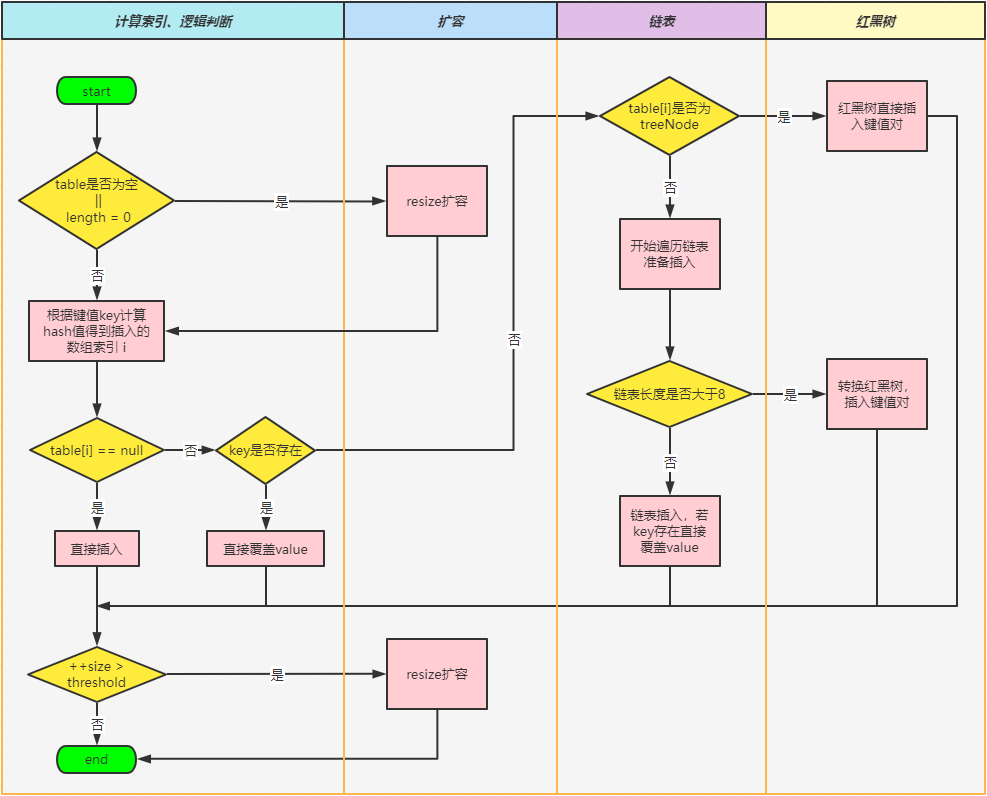 计算索引、逻辑判断
扩容
链表
红黑树
start
table是否为空
||
length = 0
是
resize扩容
否
根据键值key计算
hash值得到插入的
数组索引 i
table[i] == null
否
key是否存在
否
是
直接插入
是
直接覆盖value
table[i]是否为
treeNode
是
红黑树直接插
入键值对
否
开始遍历链表
准备插入
链表长度是否大于8
是
转换红黑树，
插入键值对
否
链表插入，若
key存在直接
覆盖value
++size >
threshold
是
resize扩容
否
end